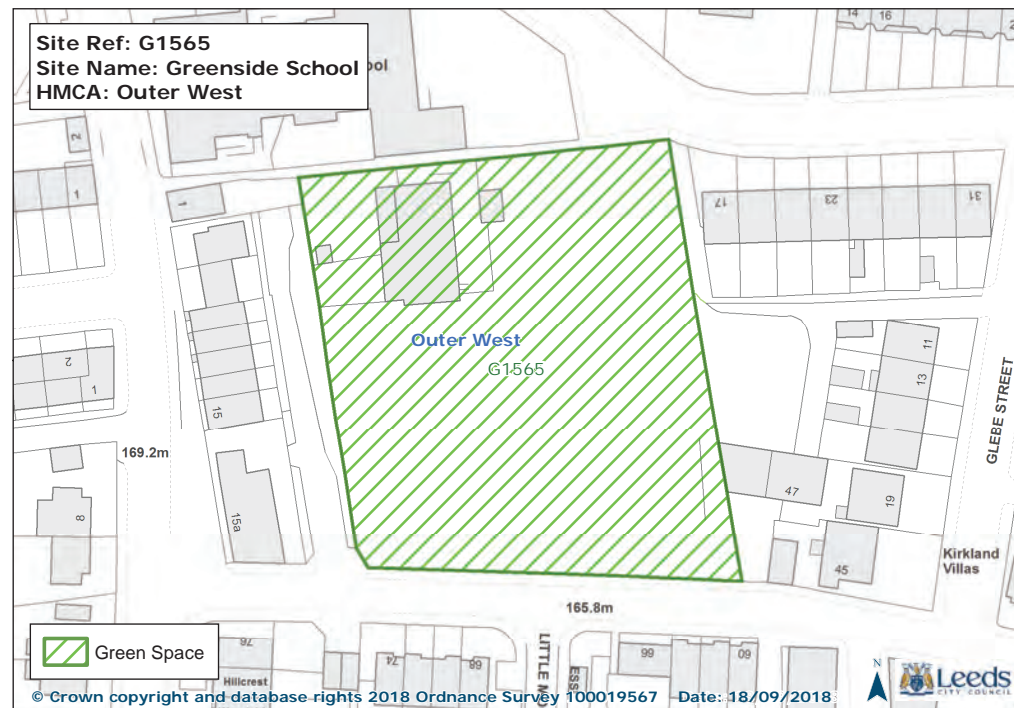 Site Ref: G1565
Site Name: Greenside School
HMCA: Outer West
ool
14 16 2
2
1
1
17 23 31
Outer West
G1565
2
1
15
11
13
GLEBE STREET
169.2m
15a
8
47
19
45
Kirkland
Villas
165.8m
76
74
68
66
60
LITTLE MO
ESS
Hillcrest
Green Space
© Crown copyright and database rights 2018 Ordnance Survey 100019567 Date: 18/09/2018
N
Leeds
CITY COUNCIL